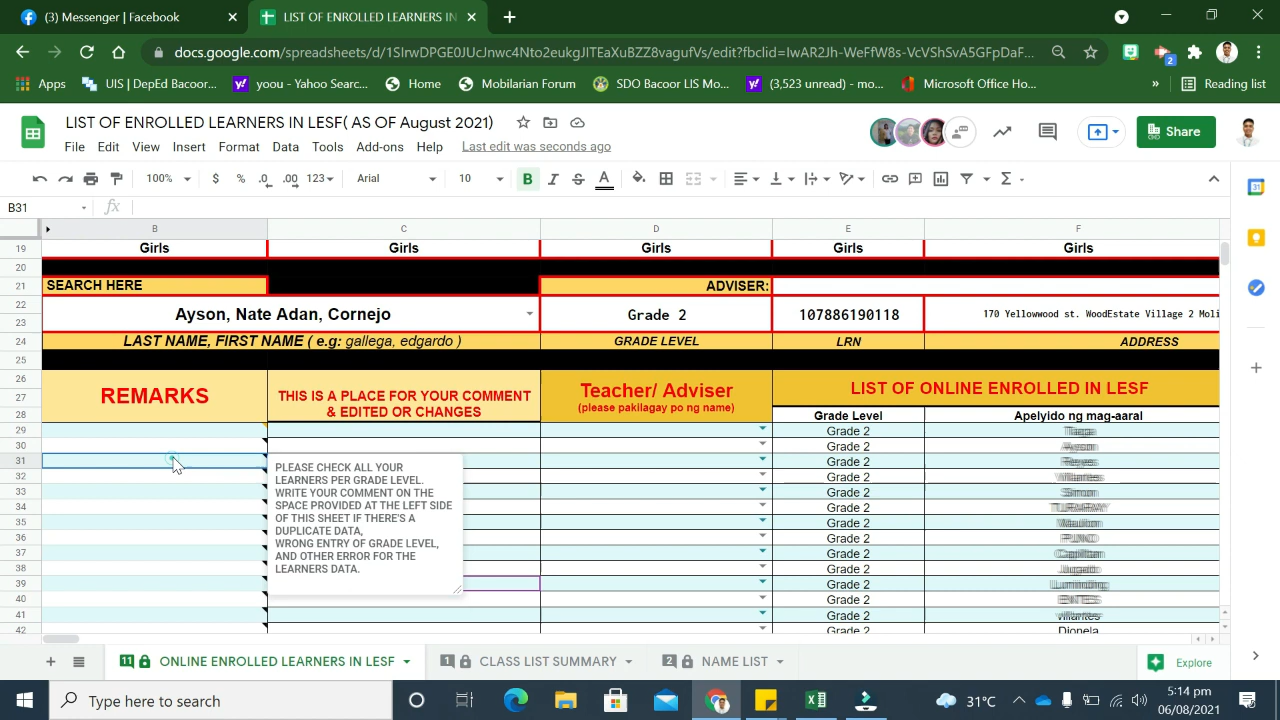 (3) Messenger | Facebook
LIST OF ENROLLED LEARNERS IN
docs.google.com/spreadsheets/d/1SIrwDPGE0JUcJnwc4Nto2eukgJITEaXuBZZ8vagufVs/edit?fbclid=IwAR2Jh-WeFfW8s-VcVShSvA5GFpDaF...
Apps
UIS | DepEd Bacoor...
yoou - Yahoo Searc...
Home
Mobilarian Forum
SDO Bacoor LIS Mo...
(3,523 unread) - mo...
Microsoft Office Ho...
»
Reading list
LIST OF ENROLLED LEARNERS IN LESF( AS OF August 2021)
File Edit View Insert Format Data Tools Add-ons Help Last edit was seconds ago
Share
100% $ % .0 .00 123 Arial 10 B I S A
B31 fx
B C D E F
19 Girls Girls Girls Girls Girls
20
21 SEARCH HERE ADVISER:
22 Ayson, Nate Adan, Cornejo Grade 2 107886190118 170 Yellowwood st. WoodEstate Village 2 Moli
23
24 LAST NAME, FIRST NAME ( e.g: gallega, edgardo ) GRADE LEVEL LRN ADDRESS
25
26 REMARKS THIS IS A PLACE FOR YOUR COMMENT Teacher/ Adviser LIST OF ONLINE ENROLLED IN LESF
27 & EDITED OR CHANGES (please pakilagay po ng name)
28 Grade Level Apelyido ng mag-aaral
29 Grade 2
30 Grade 2
31 Grade 2 Reyes
32 Grade 2
33 Grade 2 Simon
34 Grade 2
35 Grade 2
36 Grade 2
37 Grade 2
38 Grade 2
39 Grade 2
40 Grade 2
41 Grade 2 villantes
42 Grade 2 Dionela
PLEASE CHECK ALL YOUR
LEARNERS PER GRADE LEVEL.
WRITE YOUR COMMENT ON THE
SPACE PROVIDED AT THE LEFT SIDE
OF THIS SHEET IF THERE'S A
DUPLICATE DATA,
WRONG ENTRY OF GRADE LEVEL,
AND OTHER ERROR FOR THE
LEARNERS DATA.
11 ONLINE ENROLLED LEARNERS IN LESF
1 CLASS LIST SUMMARY
2 NAME LIST
Explore
Type here to search
31°C
5:14 pm
06/08/2021